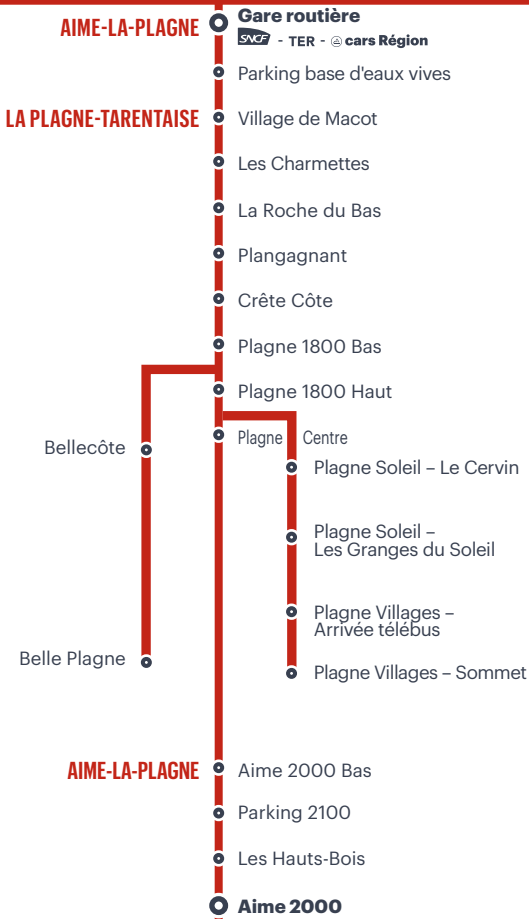 AIME-LA-PLAGNE
Gare routière
SNCF - TER - cars Région
Parking base d'eaux vives
LA PLAGNE-TARENTAISE
Village de Macot
Les Charmettes
La Roche du Bas
Plangagnant
Crête Côte
Plagne 1800 Bas
Plagne 1800 Haut
Plagne Centre
Bellecôte
Plagne Soleil – Le Cervin
Plagne Soleil –
Les Granges du Soleil
Plagne Villages –
Arrivée télébus
Belle Plagne
Plagne Villages – Sommet
AIME-LA-PLAGNE
Aime 2000 Bas
Parking 2100
Les Hauts-Bois
Aime 2000